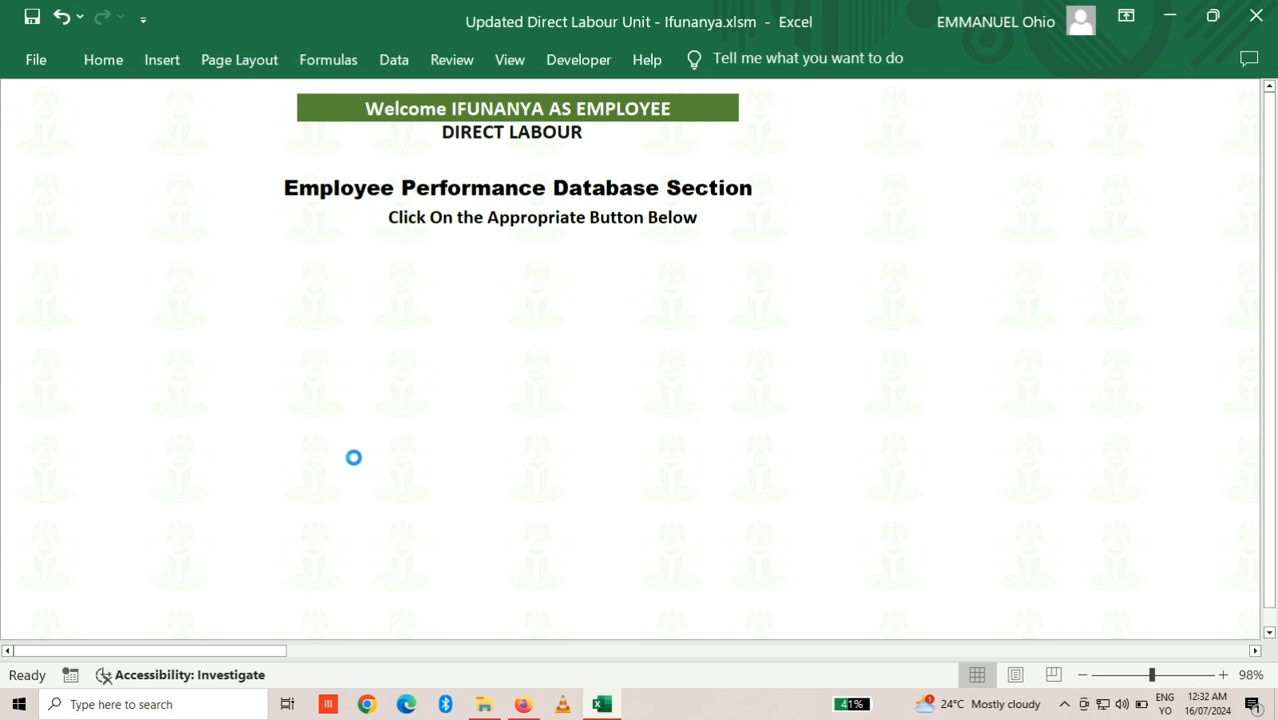 Updated Direct Labour Unit - Ifunanya.xlsm - Excel
EMMANUEL Ohio
File Home Insert Page Layout Formulas Data Review View Developer Help Tell me what you want to do
Welcome IFUNANYA AS EMPLOYEE
DIRECT LABOUR
Employee Performance Database Section
Click On the Appropriate Button Below
Ready Accessibility: Investigate 98%
Type here to search 41% 24°C Mostly cloudy ENG 12:32 AM
YO 16/07/2024 1